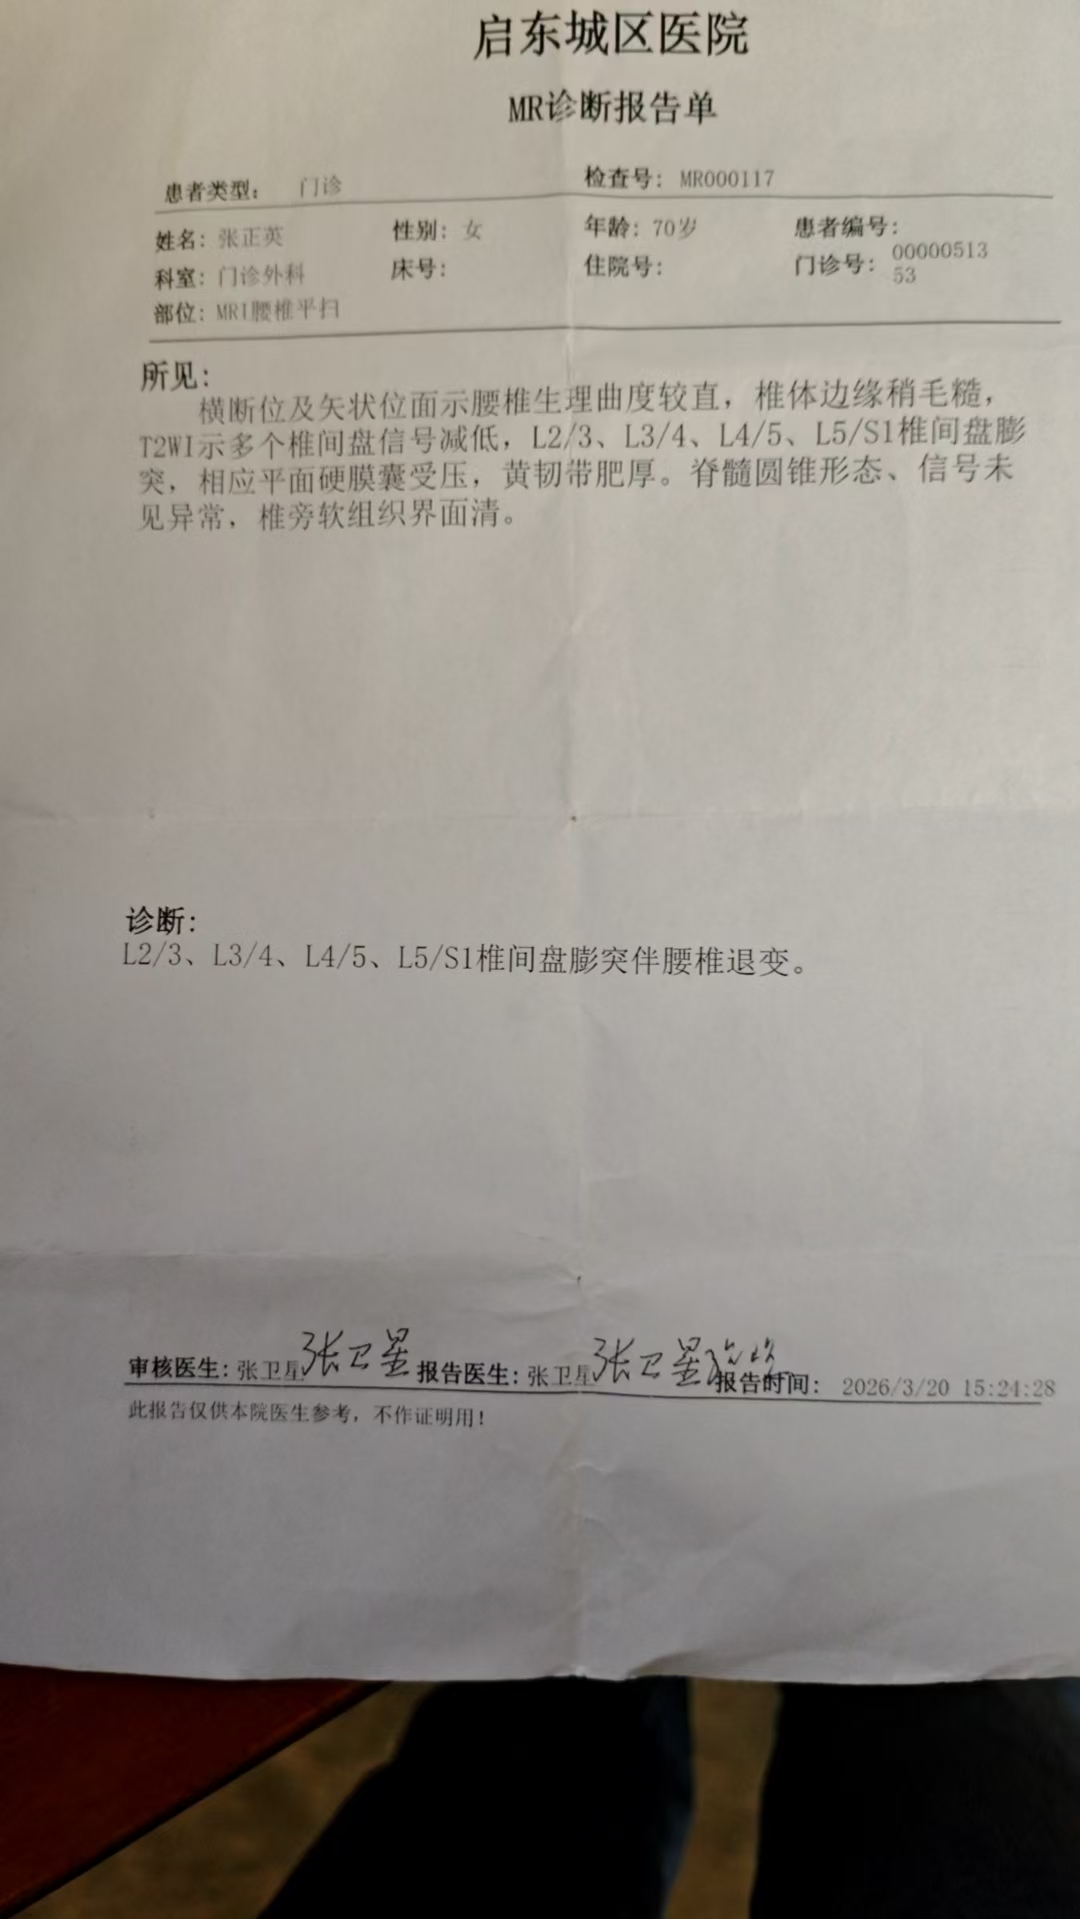 启东城区医院
MR诊断报告单
患者类型： 门诊 检查号： MR000117
姓名： 张正英 性别： 女 年龄： 70岁 患者编号：
科室： 门诊外科 床号： 住院号： 门诊号： 00000513
53
部位： MRI腰椎平扫
所见：
横断位及矢状位面示腰椎生理曲度较直，椎体边缘稍毛糙，
T2WI示多个椎间盘信号减低，L2/3、L3/4、L4/5、L5/S1椎间盘膨
突，相应平面硬膜囊受压，黄韧带肥厚。脊髓圆锥形态、信号未
见异常，椎旁软组织界面清。
诊断：
L2/3、L3/4、L4/5、L5/S1椎间盘膨突伴腰椎退变。
审核医生： 张卫星 张卫星 报告医生： 张卫星 张卫星 报告时间： 2026/3/20 15:24:28
此报告仅供本院医生参考，不作证明用！